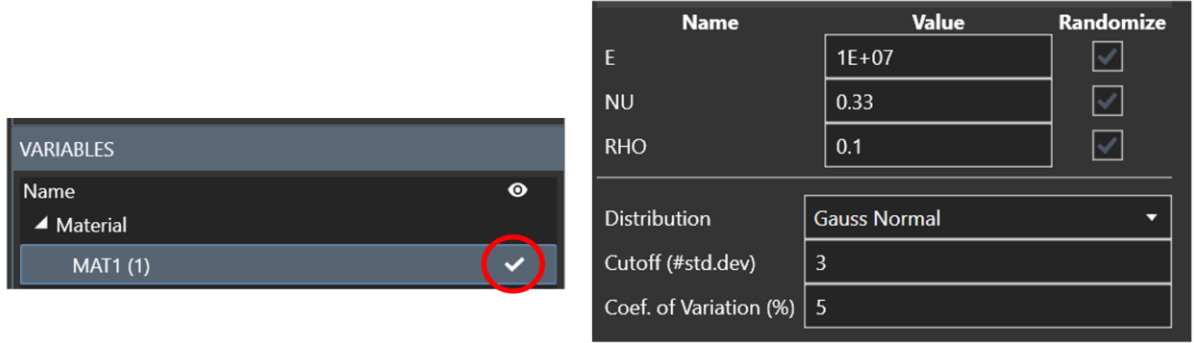 VARIABLES
Name
Material
MAT1 (1)
Name Value Randomize
E 1E+07
NU 0.33
RHO 0.1
Distribution Gauss Normal
Cutoff (#std.dev) 3
Coef. of Variation (%) 5